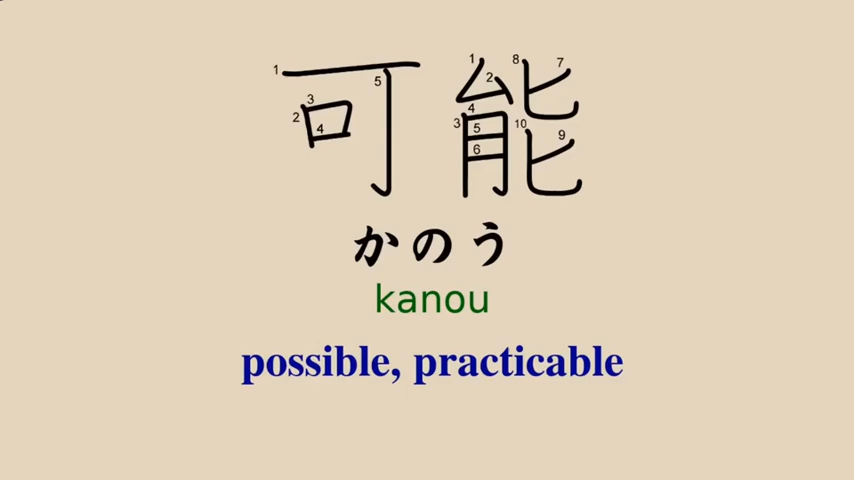 可能
かのう
kanou
possible, practicable